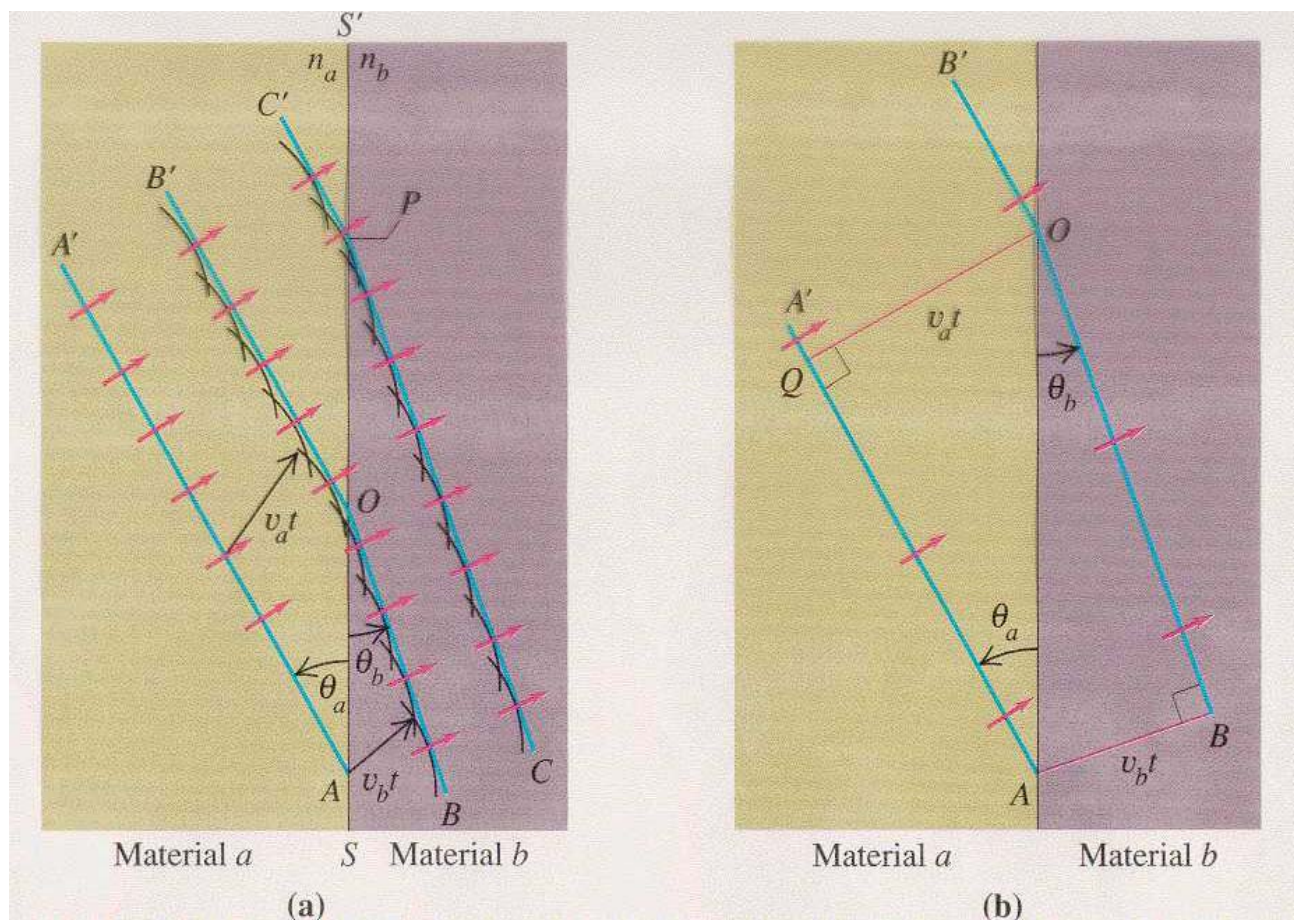 S′
n_a n_b
C′
B′
P
A′
O
v_a t
θ_b
θ_a
A
v_b t
B
C
Material a
S
Material b
(a)
B′
O
A′
v_a t
Q
θ_b
θ_a
B
v_b t
A
Material a
Material b
(b)